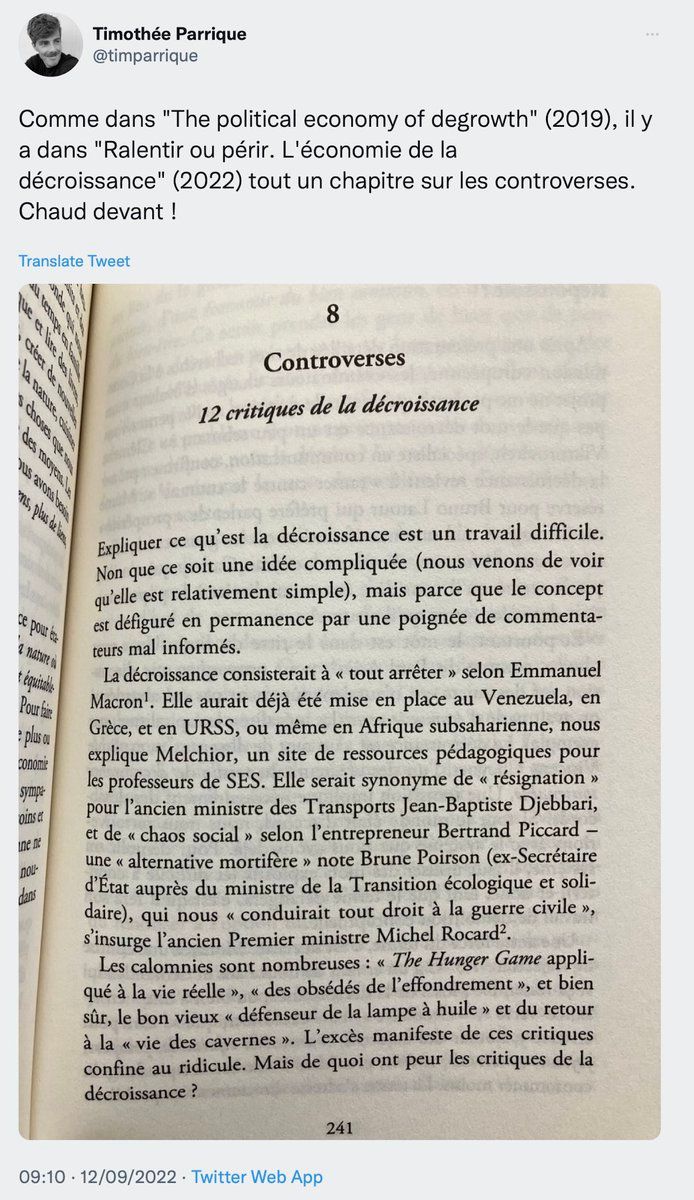 Timothée Parrique
@timparrique
Comme dans "The political economy of degrowth" (2019), il y
a dans "Ralentir ou périr. L'économie de la
décroissance" (2022) tout un chapitre sur les controverses.
Chaud devant !
Translate Tweet
8
Controverses
12 critiques de la décroissance
Expliquer ce qu'est la décroissance est un travail difficile.
Non que ce soit une idée compliquée (nous venons de voir
qu'elle est relativement simple), mais parce que le concept
est défiguré en permanence par une poignée de commenta-
teurs mal informés.
La décroissance consisterait à « tout arrêter » selon Emmanuel
Macron¹. Elle aurait déjà été mise en place au Venezuela, en
Grèce, et en URSS, ou même en Afrique subsaharienne, nous
explique Melchior, un site de ressources pédagogiques pour
les professeurs de SES. Elle serait synonyme de « résignation »
pour l'ancien ministre des Transports Jean-Baptiste Djebbari,
et de « chaos social » selon l'entrepreneur Bertrand Piccard –
une « alternative mortifère » note Brune Poirson (ex-Secrétaire
d'État auprès du ministre de la Transition écologique et soli-
daire), qui nous « conduirait tout droit à la guerre civile »,
s'insurge l'ancien Premier ministre Michel Rocard².
Les calomnies sont nombreuses : « The Hunger Game appli-
qué à la vie réelle », « des obsédés de l'effondrement », et bien
sûr, le bon vieux « défenseur de la lampe à huile » et du retour
à la « vie des cavernes ». L'excès manifeste de ces critiques
confine au ridicule. Mais de quoi ont peur les critiques de la
décroissance ?
241
09:10 · 12/09/2022 · Twitter Web App